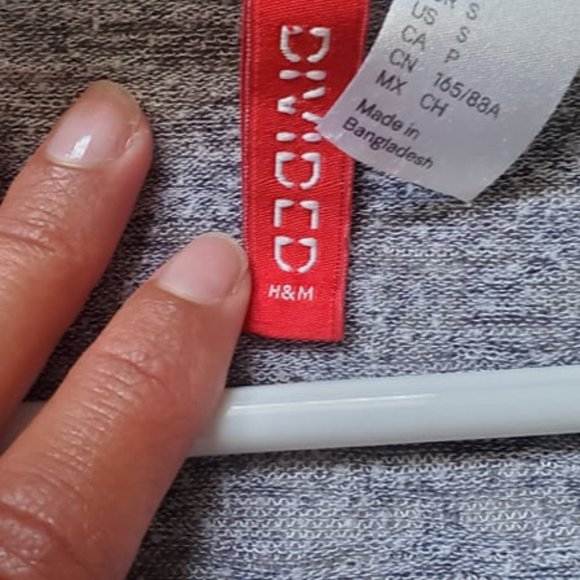 DIVIDED
H&M
S
US S
CA P
CN 165/88A
MX CH
Made in
Bangladesh